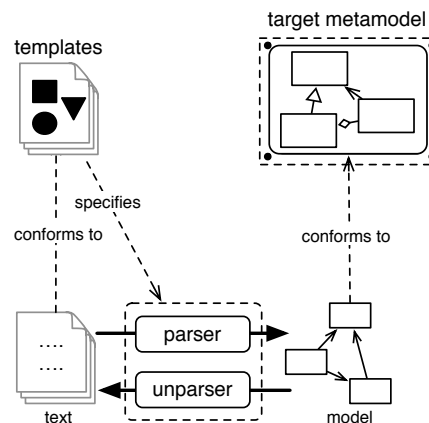 target metamodel
templates
specifies
conforms to
conforms to
parser
....
....
unparser
text
model